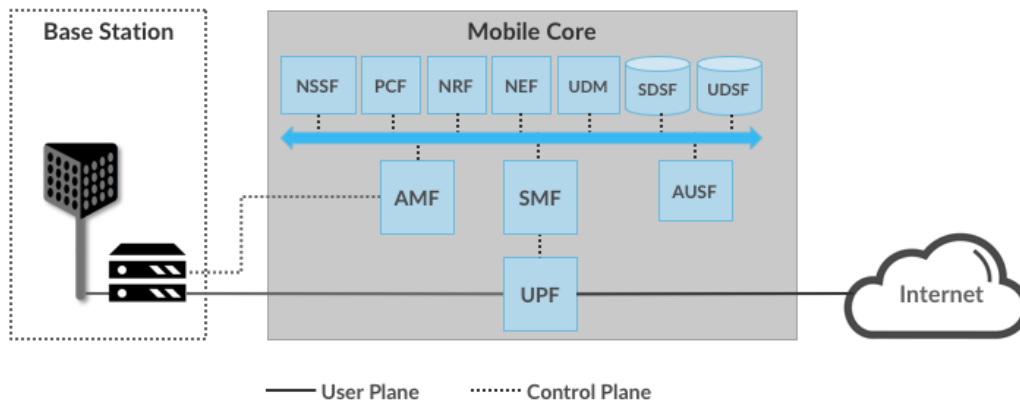 Base Station
Mobile Core
NSSF
PCF
NRF
NEF
UDM
SDSF
UDSF
AMF
SMF
AUSF
UPF
Internet
User Plane
Control Plane